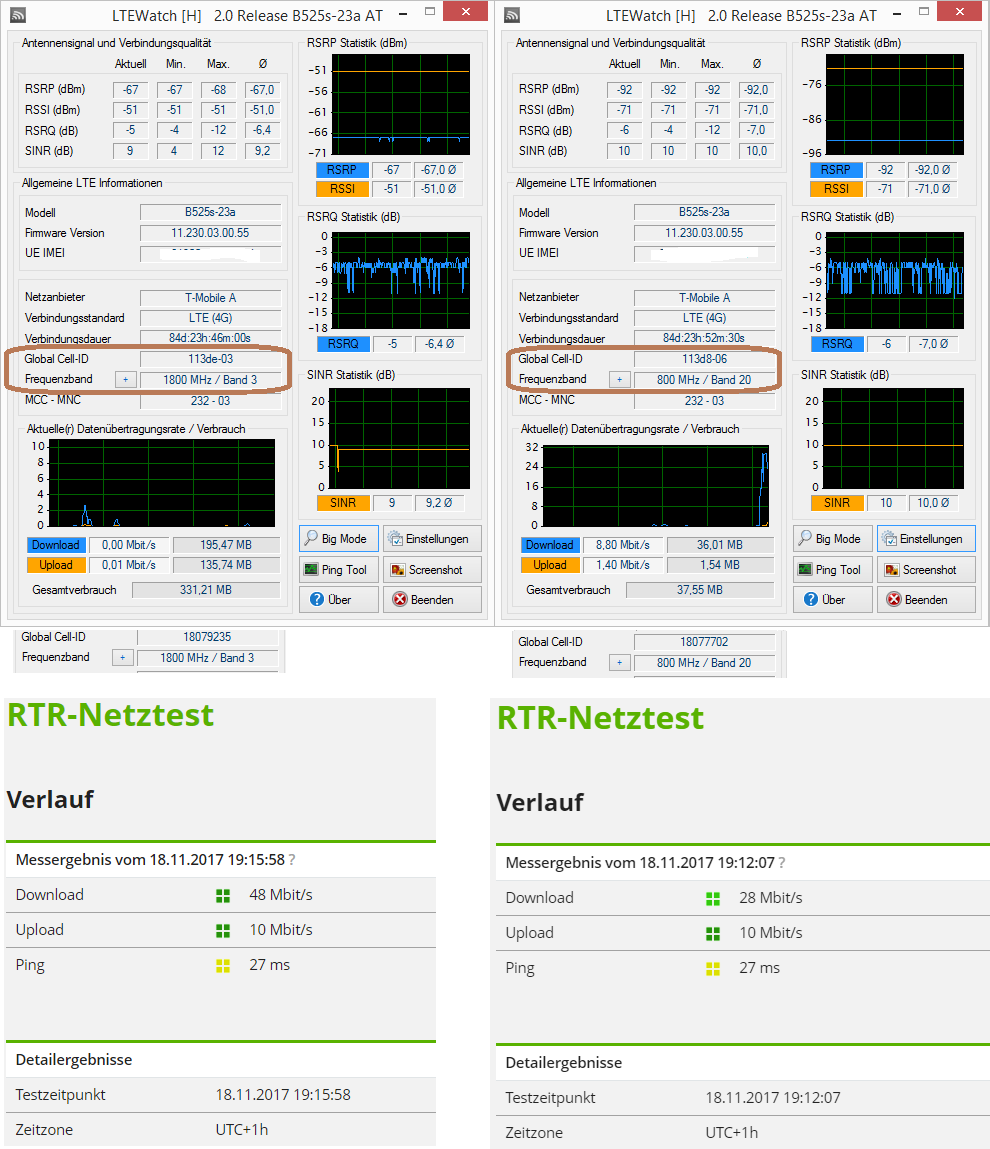 LTEWatch [H] 2.0 Release B525s-23a AT
Antennensignal und Verbindungsqualität
Aktuell Min. Max. Ø
RSRP (dBm) -67 -67 -68 -67,0
RSSI (dBm) -51 -51 -51 -51,0
RSRQ (dB) -5 -4 -12 -6,4
SINR (dB) 9 4 12 9,2
Allgemeine LTE Informationen
Modell B525s-23a
Firmware Version 11.230.03.00.55
UE IMEI
Netzanbieter T-Mobile A
Verbindungsstandard LTE (4G)
Verbindungsdauer 84d:23h:46m:00s
Global Cell-ID 113de-03
Frequenzband + 1800 MHz / Band 3
MCC - MNC 232 - 03
Aktuelle(r) Datenübertragungsrate / Verbrauch
10
8
6
4
2
0
Download 0,00 Mbit/s 195,47 MB
Upload 0,01 Mbit/s 135,74 MB
Gesamtverbrauch 331,21 MB
RSRP Statistik (dBm)
-51
-56
-61
-66
-71
RSRP -67 -67,0 Ø
RSSI -51 -51,0 Ø
RSRQ Statistik (dB)
0
-3
-6
-9
-12
-15
-18
RSRQ -5 -6,4 Ø
SINR Statistik (dB)
20
15
10
5
0
SINR 9 9,2 Ø
Big Mode Einstellungen
Ping Tool Screenshot
Über Beenden
LTEWatch [H] 2.0 Release B525s-23a AT
Antennensignal und Verbindungsqualität
Aktuell Min. Max. Ø
RSRP (dBm) -92 -92 -92 -92,0
RSSI (dBm) -71 -71 -71 -71,0
RSRQ (dB) -6 -4 -12 -7,0
SINR (dB) 10 10 10 10,0
Allgemeine LTE Informationen
Modell B525s-23a
Firmware Version 11.230.03.00.55
UE IMEI
Netzanbieter T-Mobile A
Verbindungsstandard LTE (4G)
Verbindungsdauer 84d:23h:52m:30s
Global Cell-ID 113d8-06
Frequenzband + 800 MHz / Band 20
MCC - MNC 232 - 03
Aktuelle(r) Datenübertragungsrate / Verbrauch
32
24
16
8
0
Download 8,80 Mbit/s 36,01 MB
Upload 1,40 Mbit/s 1,54 MB
Gesamtverbrauch 37,55 MB
RSRP Statistik (dBm)
-76
-86
-96
RSRP -92 -92,0 Ø
RSSI -71 -71,0 Ø
RSRQ Statistik (dB)
0
-3
-6
-9
-12
-15
-18
RSRQ -6 -7,0 Ø
SINR Statistik (dB)
20
15
10
5
0
SINR 10 10,0 Ø
Big Mode Einstellungen
Ping Tool Screenshot
Über Beenden
Global Cell-ID 18079235
Frequenzband + 1800 MHz / Band 3
Global Cell-ID 18077702
Frequenzband + 800 MHz / Band 20
RTR-Netztest
Verlauf
Messergebnis vom 18.11.2017 19:15:58 ?
Download 48 Mbit/s
Upload 10 Mbit/s
Ping 27 ms
Detailergebnisse
Testzeitpunkt 18.11.2017 19:15:58
Zeitzone UTC+1h
RTR-Netztest
Verlauf
Messergebnis vom 18.11.2017 19:12:07 ?
Download 28 Mbit/s
Upload 10 Mbit/s
Ping 27 ms
Detailergebnisse
Testzeitpunkt 18.11.2017 19:12:07
Zeitzone UTC+1h